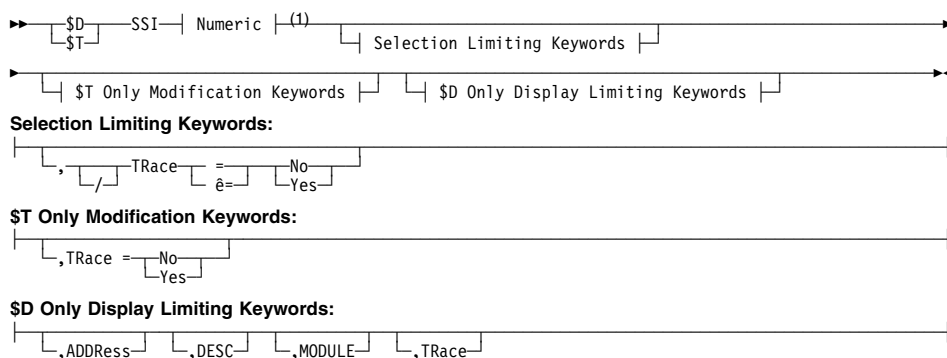 $D SSI Numeric (1)
$T Selection Limiting Keywords
$T Only Modification Keywords $D Only Display Limiting Keywords
Selection Limiting Keywords:
, TRace = No
/ ê= Yes
$T Only Modification Keywords:
,TRace = No
Yes
$D Only Display Limiting Keywords:
,ADDRess ,DESC ,MODULE ,TRace